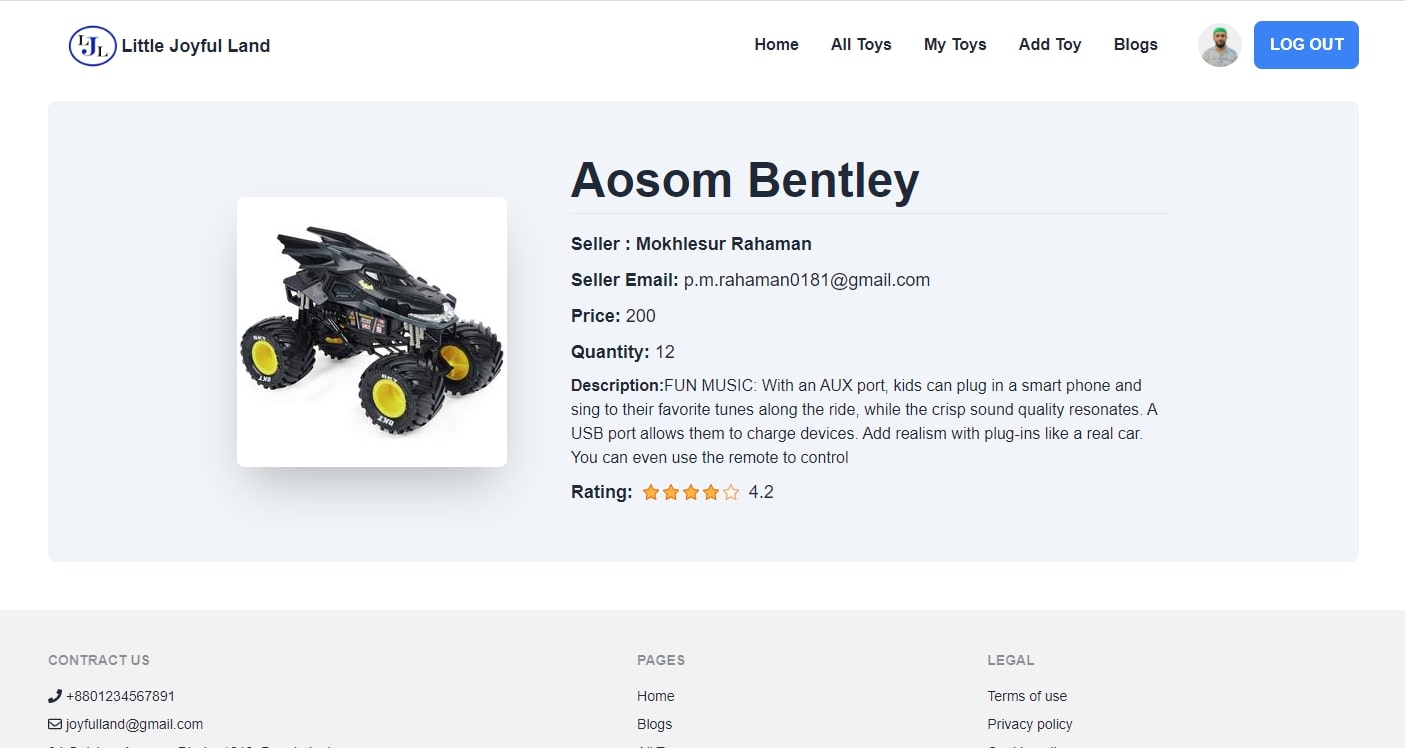 LJL Little Joyful Land
Home All Toys My Toys Add Toy Blogs LOG OUT
Aosom Bentley
Seller : Mokhlesur Rahaman
Seller Email: p.m.rahaman0181@gmail.com
Price: 200
Quantity: 12
Description:FUN MUSIC: With an AUX port, kids can plug in a smart phone and
sing to their favorite tunes along the ride, while the crisp sound quality resonates. A
USB port allows them to charge devices. Add realism with plug-ins like a real car.
You can even use the remote to control
Rating: 4.2
BKT
BKT
BKT
BKT
CONTRACT US
+8801234567891
joyfulland@gmail.com
PAGES
Home
Blogs
LEGAL
Terms of use
Privacy policy